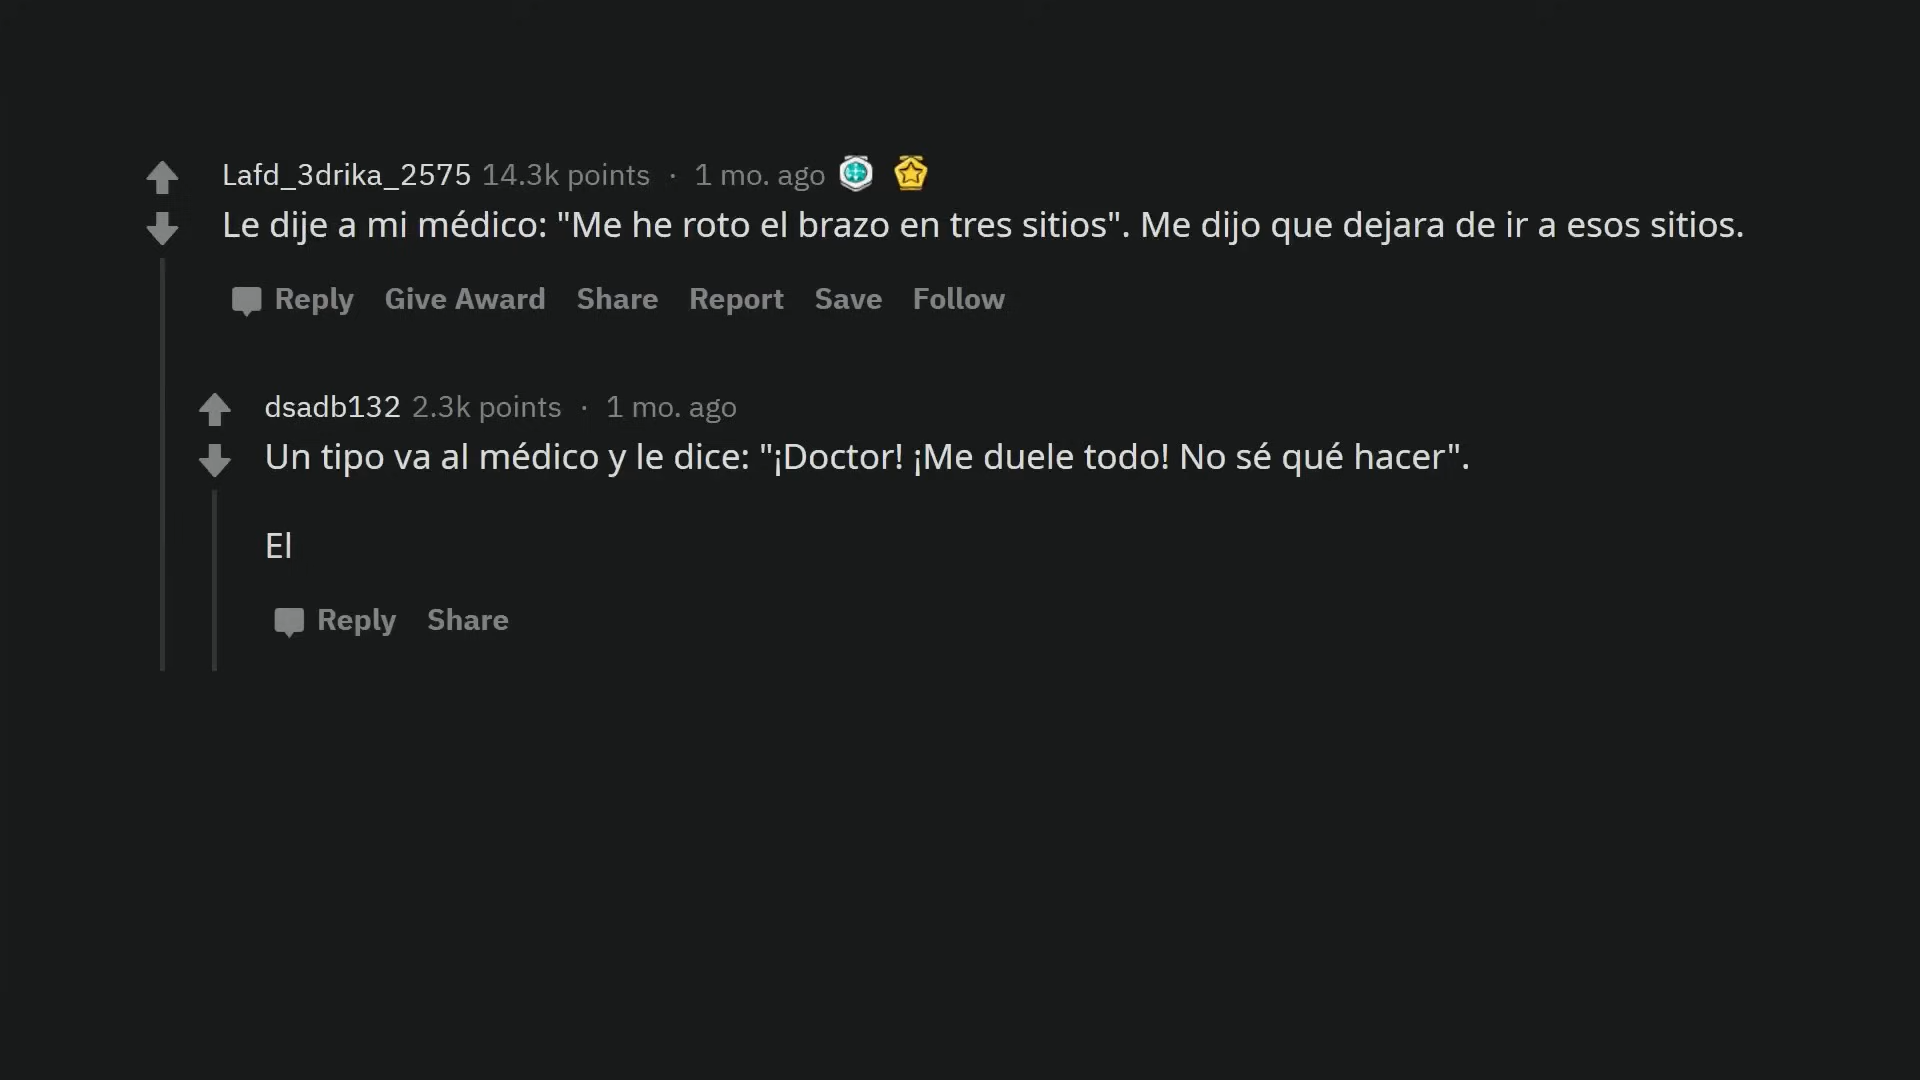 Lafd_3drika_2575 14.3k points · 1 mo. ago
Le dije a mi médico: "Me he roto el brazo en tres sitios". Me dijo que dejara de ir a esos sitios.
Reply Give Award Share Report Save Follow
dsadb132 2.3k points · 1 mo. ago
Un tipo va al médico y le dice: "¡Doctor! ¡Me duele todo! No sé qué hacer".
El
Reply Share